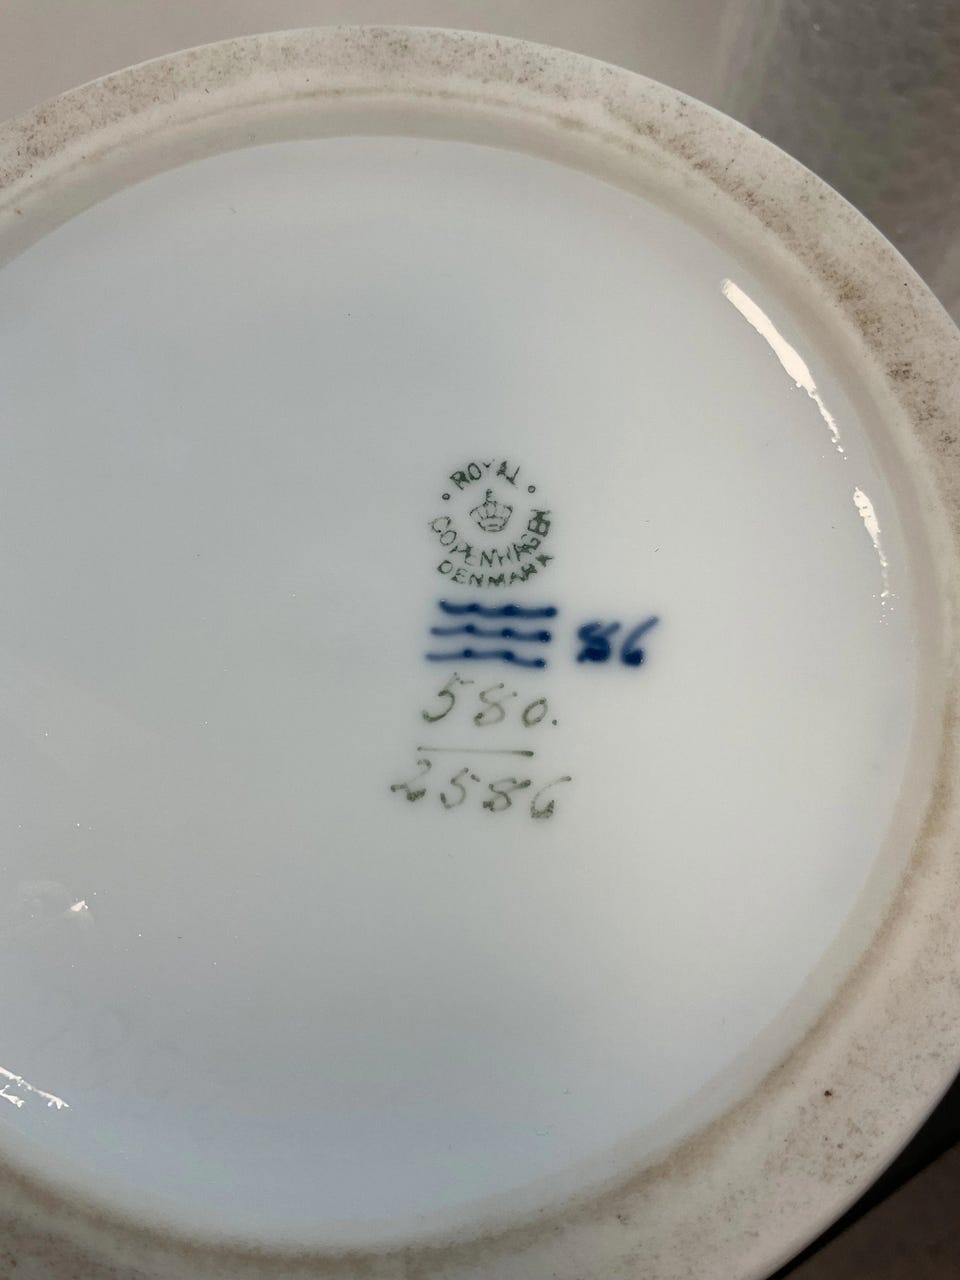 ROYAL
COPENHAGEN
DENMARK
86
580.
2586